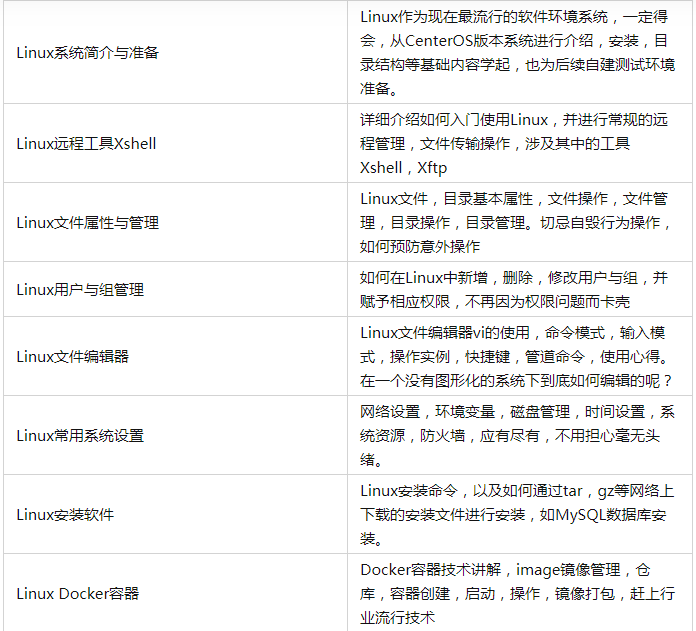 Linux系统简介与准备
Linux作为现在最流行的软件环境系统，一定得
会，从CenterOS版本系统进行介绍，安装，目
录结构等基础内容学起，也为后续自建测试环境
准备。
Linux远程工具Xshell
详细介绍如何入门使用Linux，并进行常规的远
程管理，文件传输操作，涉及其中的工具
Xshell，Xftp
Linux文件属性与管理
Linux文件，目录基本属性，文件操作，文件管
理，目录操作，目录管理。切忌自毁行为操作，
如何预防意外操作
Linux用户与组管理
如何在Linux中新增，删除，修改用户与组，并
赋予相应权限，不再因为权限问题而卡壳
Linux文件编辑器
Linux文件编辑器vi的使用，命令模式，输入模
式，操作实例，快捷键，管道命令，使用心得。
在一个没有图形化的系统下到底如何编辑的呢？
Linux常用系统设置
网络设置，环境变量，磁盘管理，时间设置，系
统资源，防火墙，应有尽有，不用担心毫无头
绪。
Linux安装软件
Linux安装命令，以及如何通过tar，gz等网络上
下载的安装文件进行安装，如MySQL数据库安
装。
Linux Docker容器
Docker容器技术讲解，image镜像管理，仓
库，容器创建，启动，操作，镜像打包，赶上行
业流行技术